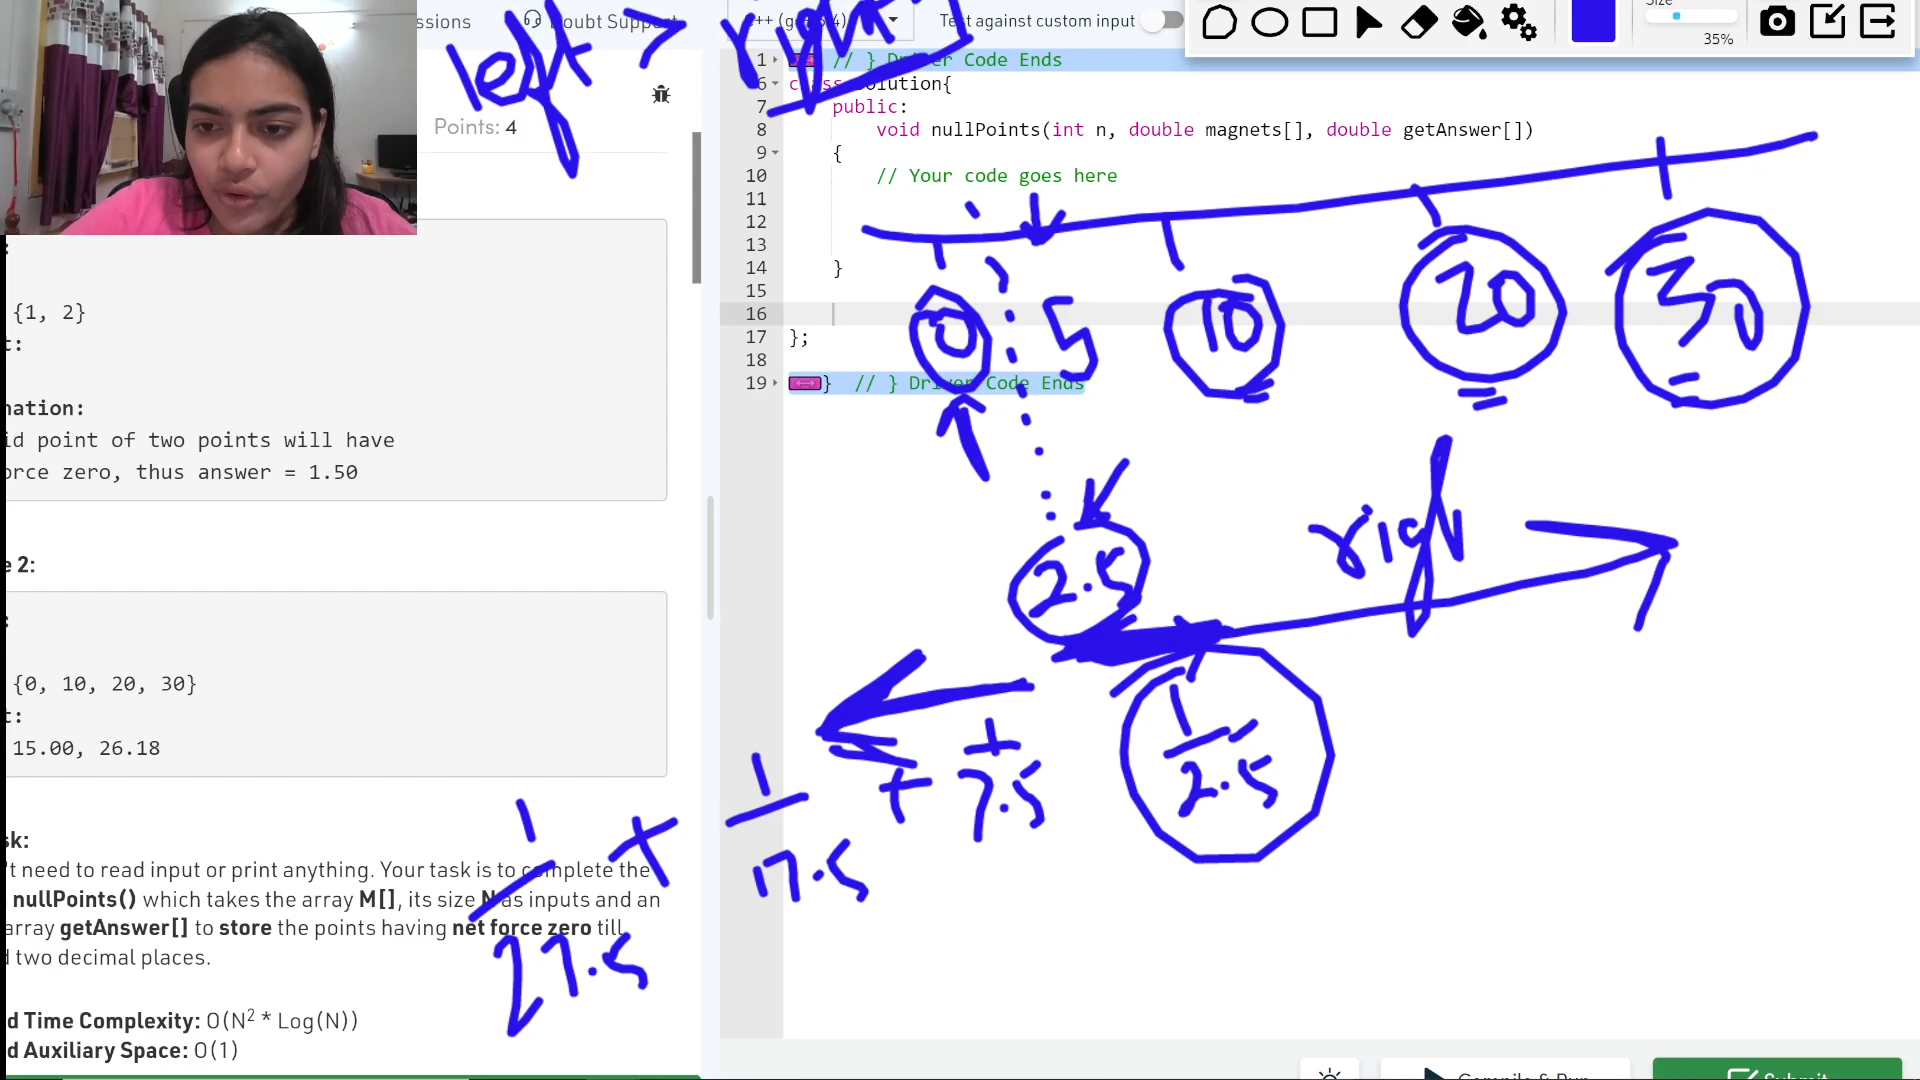 ssions
Doubt Support
left > right
Points: 4
{1, 2}
t:
nation:
id point of two points will have
orce zero, thus answer = 1.50
e 2:
{0, 10, 20, 30}
t:
15.00, 26.18
sk:
't need to read input or print anything. Your task is to complete the
nullPoints() which takes the array M[], its size N as inputs and an
array getAnswer[] to store the points having net force zero till
d two decimal places.
d Time Complexity: O(N2 * Log(N))
d Auxiliary Space: O(1)
Test against custom input
Size
35%
1 // } Driver Code Ends
6 class Solution{
7 public:
8 void nullPoints(int n, double magnets[], double getAnswer[])
9 {
10 // Your code goes here
11
12
13
14 }
15
16
17 };
18
19 } // } Driver Code Ends
0 5 10 20 30
2.5
righ
1/27.5 + 1/17.5 + 1/7.5
1/2.5
Compile & Run
Submit